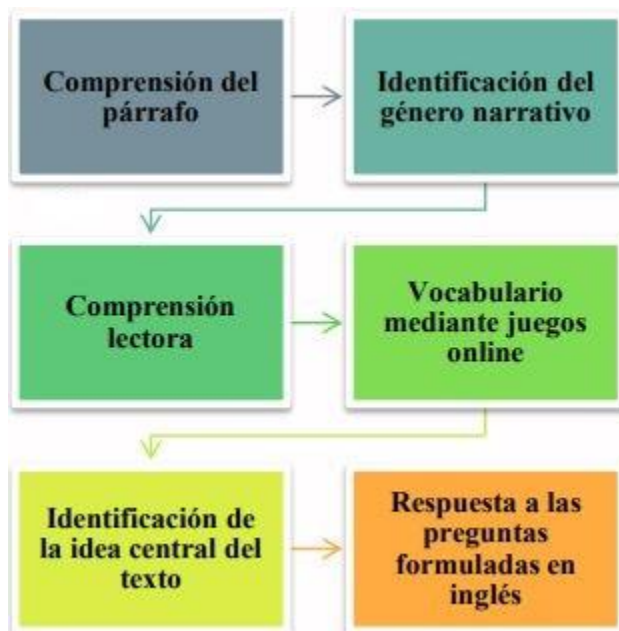 Comprensión del
párrafo
Identificación del
género narrativo
Comprensión
lectora
Vocabulario
mediante juegos
online
Identificación de
la idea central del
texto
Respuesta a las
preguntas
formuladas en
inglés